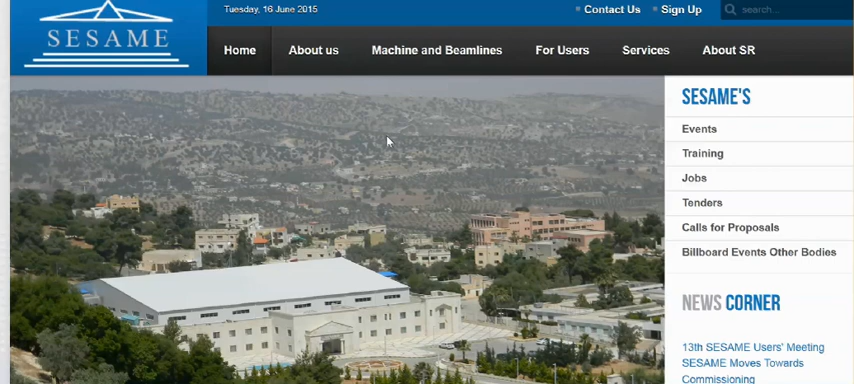 Tuesday, 16 June 2015
Contact Us
Sign Up
search...
SESAME
Home
About us
Machine and Beamlines
For Users
Services
About SR
SESAME'S
Events
Training
Jobs
Tenders
Calls for Proposals
Billboard Events Other Bodies
NEWS CORNER
13th SESAME Users' Meeting
SESAME Moves Towards
Commissioning